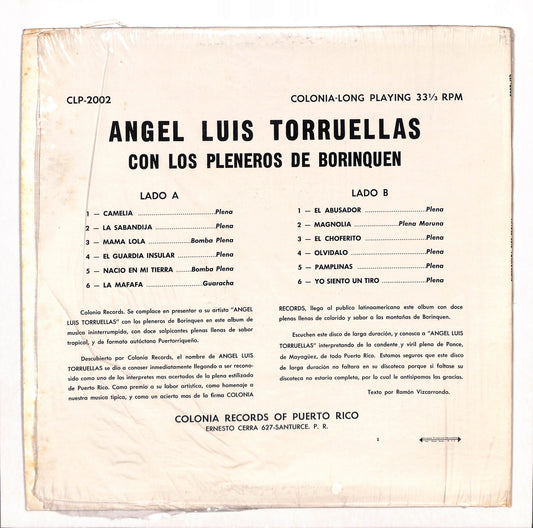 CLP-2002
COLONIA-LONG PLAYING 33⅓ RPM
ANGEL LUIS TORRUELLAS
CON LOS PLENEROS DE BORINQUEN
LADO A
1 — CAMELIA ....................Plena
2 — LA SABANDIJA ....................Plena
3 — MAMA LOLA ....................Bomba Plena
4 — EL GUARDIA INSULAR ....................Plena
5 — NACIO EN MI TIERRA ....................Bomba Plena
6 — LA MAFAFA ....................Guaracha
LADO B
1 — EL ABUSADOR ....................Plena
2 — MAGNOLIA ....................Plena Moruna
3 — EL CHOFERITO ....................Plena
4 — OLVIDALO ....................Plena
5 — PAMPLINAS ....................Plena
6 — YO SIENTO UN TIRO ....................Plena
Colonia Records. Se complace en presentar a su artista "ANGEL
LUIS TORRUELLAS" con los pleneros de Borinquen en este album de
musica ininterrumpido, con doce salpicantes plenas llenas de sabor
tropical, y de formato autóctono Puertorriqueño.
Descubierto por Colonia Records, el nombre de ANGEL LUIS
TORRUELLAS se dio a conoser inmediatamente llegando a ser recono-
sido como uno de los interpretes mas acertados de la plena estilizada
de Puerto Rico. Como premio a su labor artistica, como homenaje a
nuestra musica tipica, y como un acierto mas de la firma COLONIA
RECORDS, llega al publico latinoamericano este album con doce
plenas llenas de colorido y sabor a las montañas de Borinquen.
Escuchen este disco de larga duración, y conosca a "ANGEL LUIS
TORRUELLAS" interpretando de la candente y viril plena de Ponce,
de Mayagüez, de todo Puerto Rico. Estamos seguros que este disco
de larga duración no faltara en su discoteca porque si faltase su
discoteca no estaria completa, por lo cual le antisipamos las gracias.
Texto por Ramón Vizcarrondo.
COLONIA RECORDS OF PUERTO RICO
ERNESTO CERRA 627-SANTURCE. P. R.